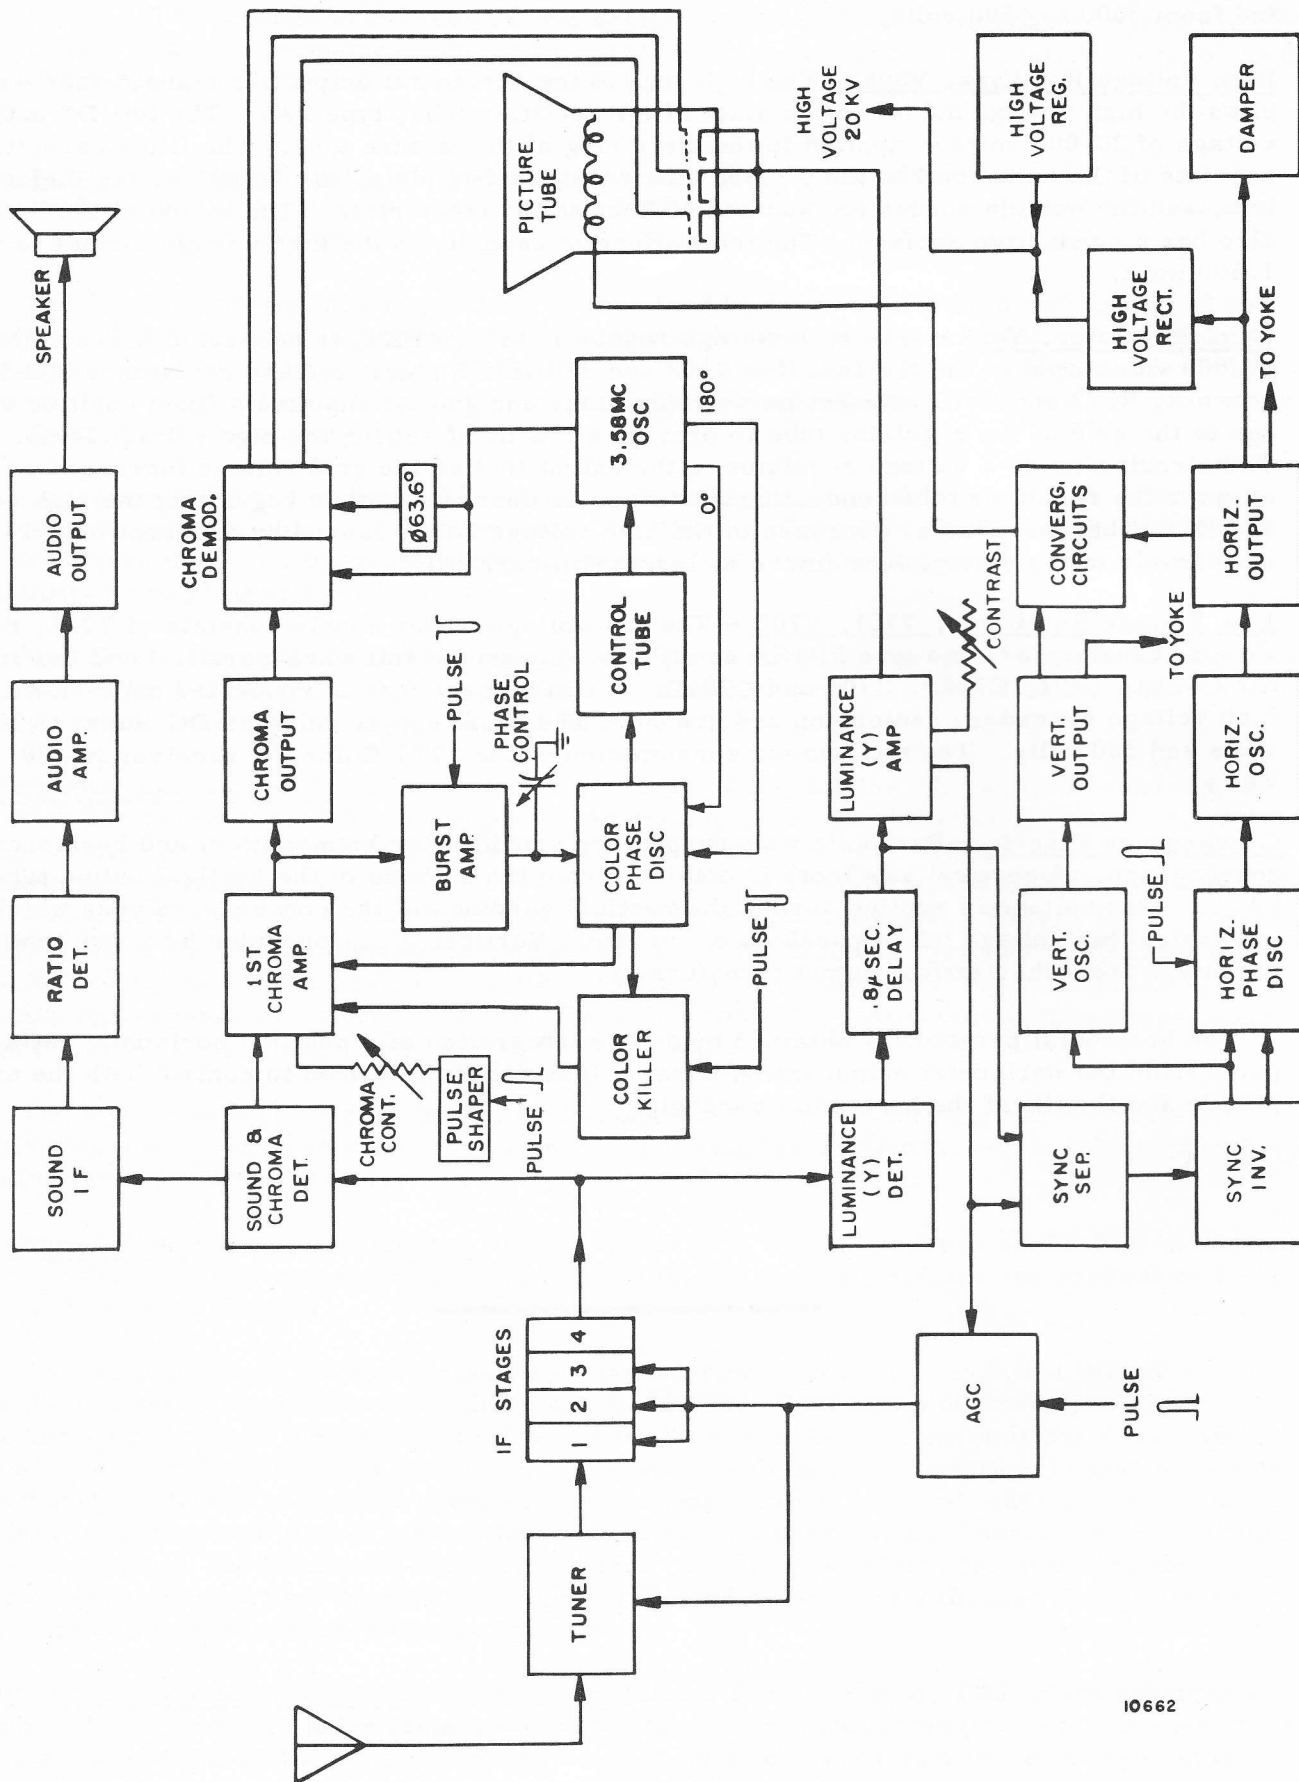 SOUND
IF
RATIO
DET.
AUDIO
AMP.
AUDIO
OUTPUT
SPEAKER
SOUND &
CHROMA
DET.
1ST
CHROMA
AMP.
CHROMA
OUTPUT
CHROMA
DEMOD.
CHROMA
CONT.
PULSE
SHAPER
PULSE
BURST
AMP.
PULSE
PHASE
CONTROL
Ø63.6°
COLOR
KILLER
PULSE
COLOR
PHASE
DISC
CONTROL
TUBE
3.58MC
OSC.
0°
180°
PICTURE
TUBE
TUNER
IF STAGES
1
2
3
4
AGC
PULSE
LUMINANCE
(Y)
DET.
.8µSEC.
DELAY
LUMINANCE
(Y)
AMP
CONTRAST
HIGH
VOLTAGE
20 KV
SYNC
SEP.
VERT.
OSC.
VERT.
OUTPUT
CONVERG.
CIRCUITS
TO YOKE
HIGH
VOLTAGE
RECT.
HIGH
VOLTAGE
REG.
SYNC
INV.
PULSE
HORIZ.
PHASE
DISC
HORIZ.
OSC.
HORIZ.
OUTPUT
TO YOKE
DAMPER
10662